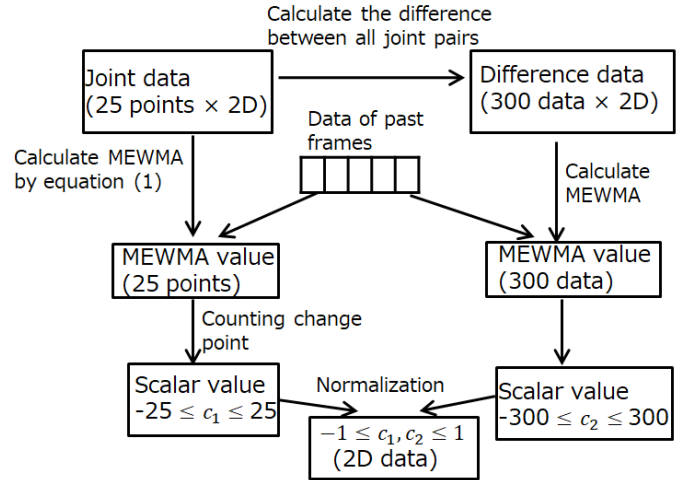 Calculate the difference
between all joint pairs
Joint data
(25 points × 2D)
Difference data
(300 data × 2D)
Data of past
frames
Calculate MEWMA
by equation (1)
Calculate
MEWMA
MEWMA value
(25 points)
MEWMA value
(300 data)
Counting change
point
Scalar value
-25 ≤ c₁ ≤ 25
Normalization
Scalar value
-300 ≤ c₂ ≤ 300
−1 ≤ c₁, c₂ ≤ 1
(2D data)